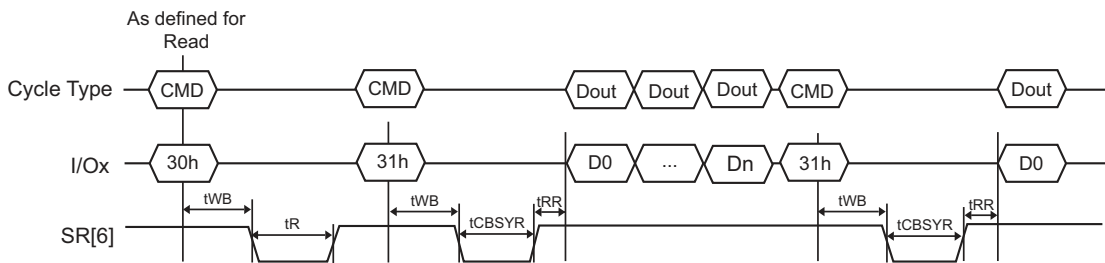 As defined for
Read
Cycle Type CMD CMD Dout Dout Dout CMD Dout
I/Ox 30h 31h D0 ... Dn 31h D0
tWB tWB tRR tWB tRR
tR tCBSYR tCBSYR
SR[6]